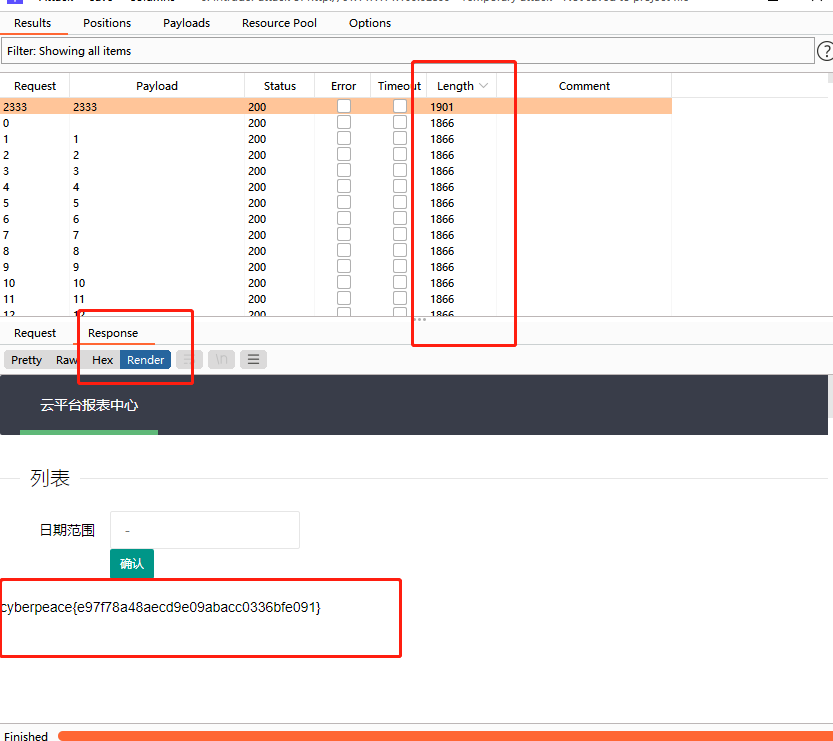 Results Positions Payloads Resource Pool Options
Filter: Showing all items
?
Request Payload Status Error Timeout Length Comment
2333 2333 200 1901
0 200 1866
1 1 200 1866
2 2 200 1866
3 3 200 1866
4 4 200 1866
5 5 200 1866
6 6 200 1866
7 7 200 1866
8 8 200 1866
9 9 200 1866
10 10 200 1866
11 11 200 1866
12 12 200 1866
Request Response
Pretty Raw Hex Render \n
云平台报表中心
列表
日期范围 -
确认
cyberpeace{e97f78a48aecd9e09abacc0336bfe091}
Finished